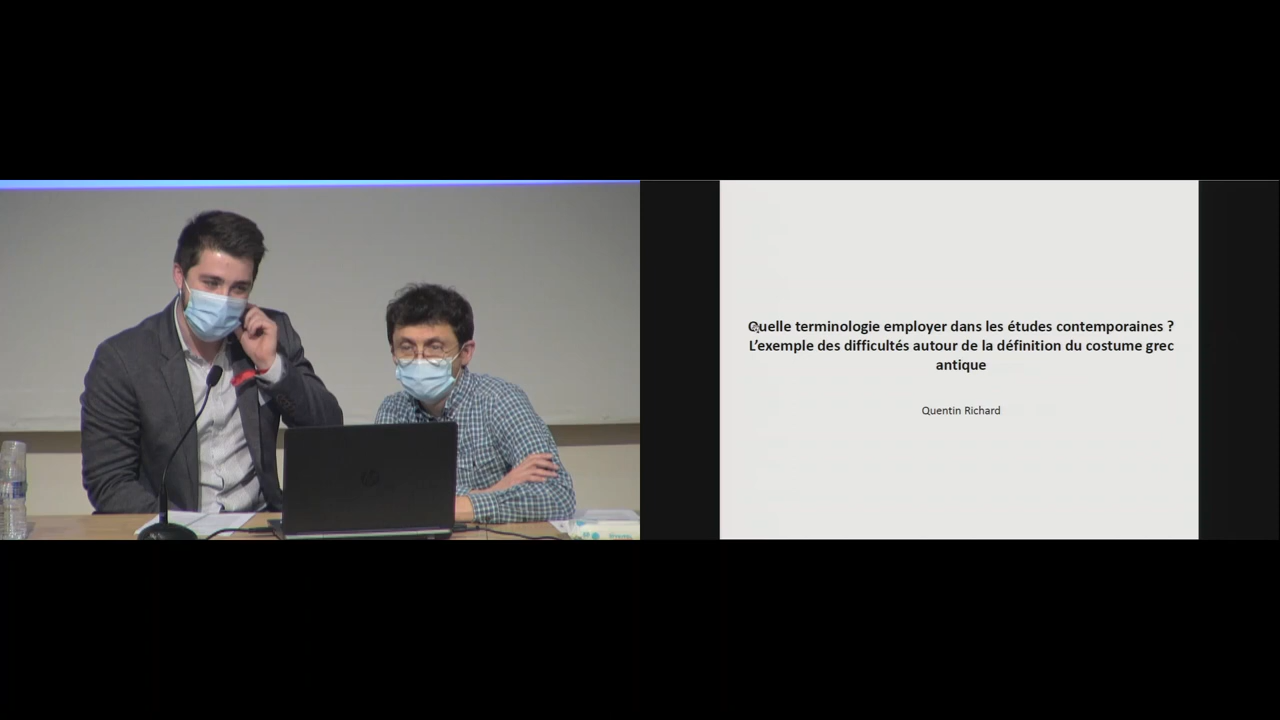 Quelle terminologie employer dans les études contemporaines ?
L'exemple des difficultés autour de la définition du costume grec
antique
Quentin Richard